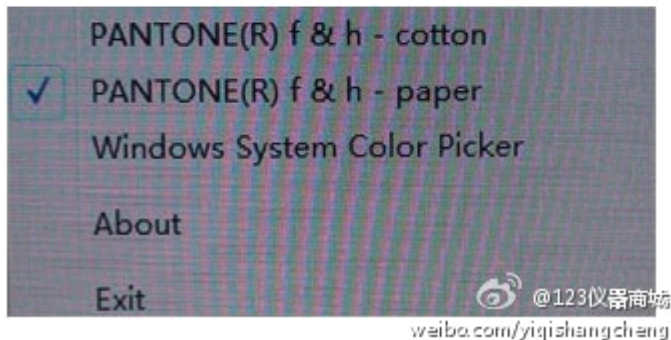 PANTONE(R) f & h - cotton
✓ PANTONE(R) f & h - paper
Windows System Color Picker
About
Exit
@123仪器商城
weibo.com/yiqishangcheng